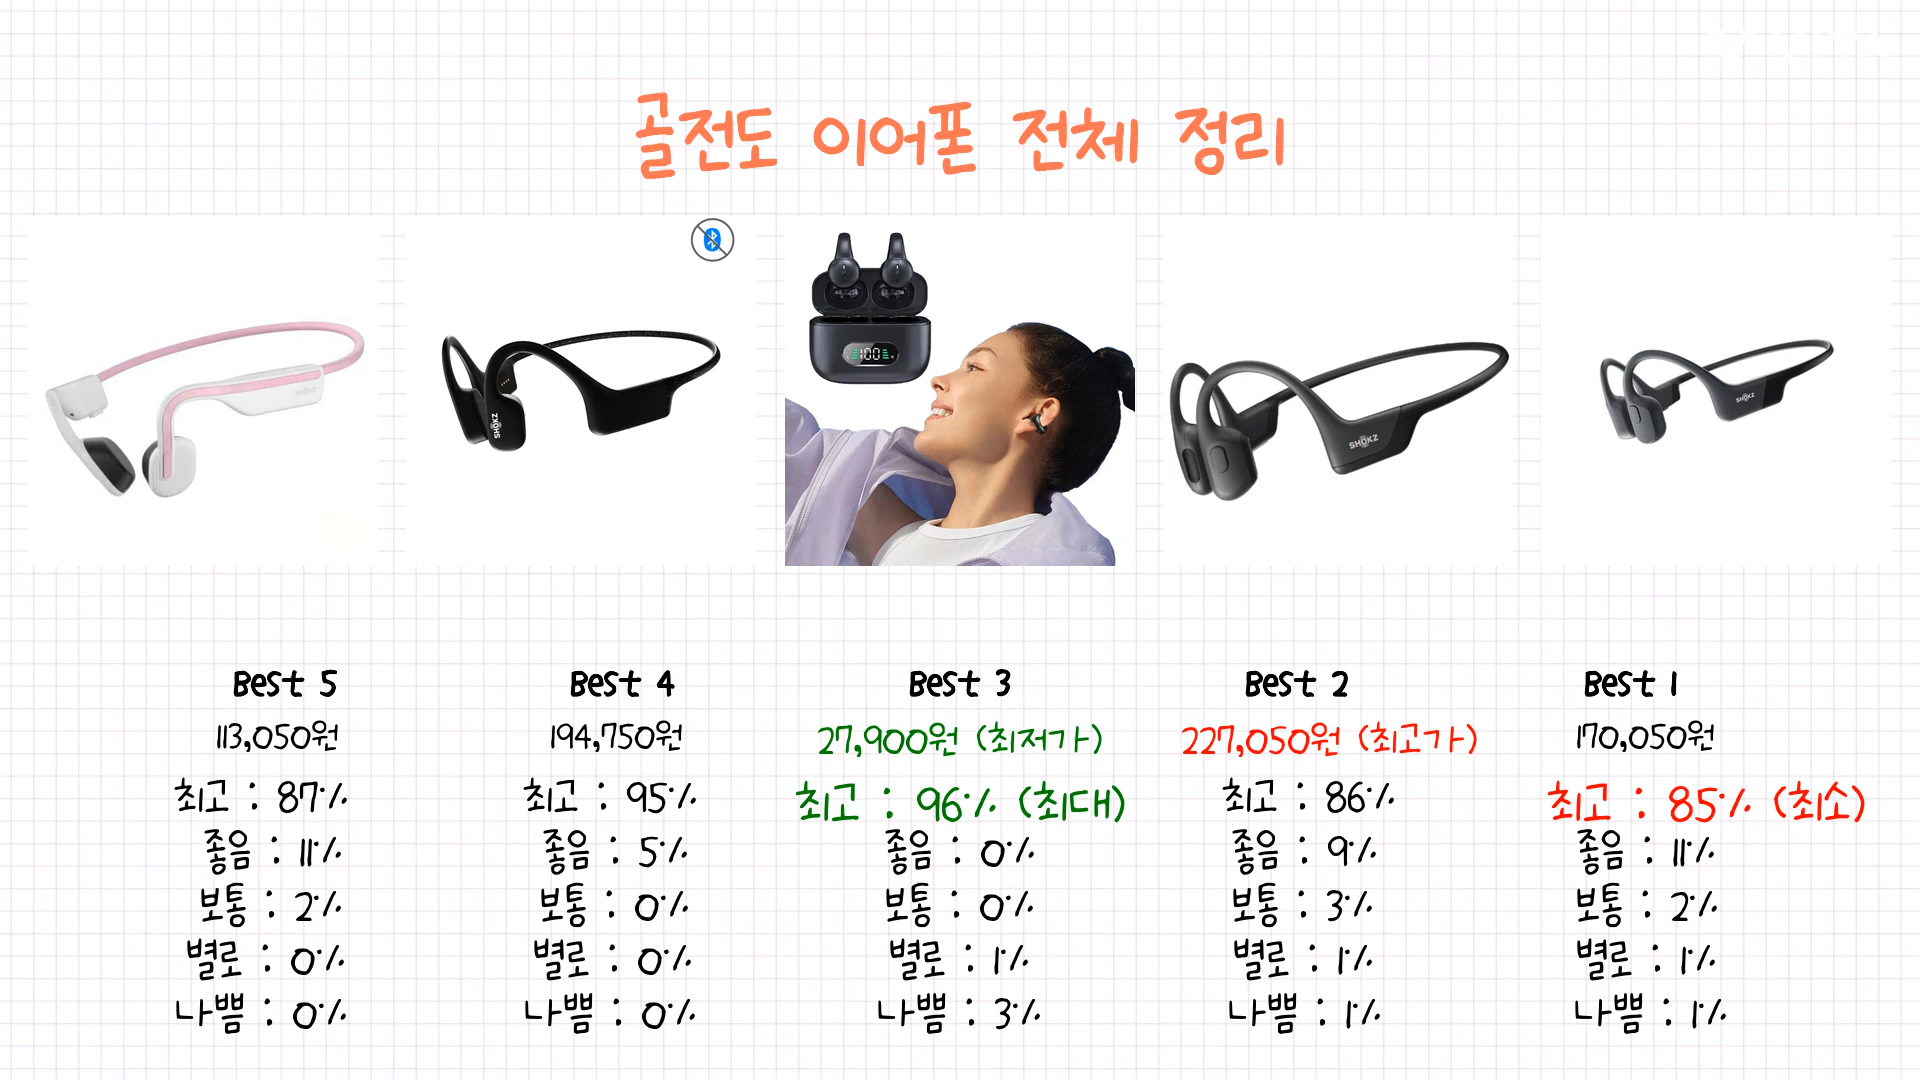 골전도 이어폰 전체 정리
SHOKZ
SHOKZ
100
SHOKZ
SHOKZ
Best 5
113,050원
최고 : 87%
좋음 : 11%
보통 : 2%
별로 : 0%
나쁨 : 0%
Best 4
194,750원
최고 : 95%
좋음 : 5%
보통 : 0%
별로 : 0%
나쁨 : 0%
Best 3
27,900원 (최저가)
최고 : 96% (최대)
좋음 : 0%
보통 : 0%
별로 : 1%
나쁨 : 3%
Best 2
227,050원 (최고가)
최고 : 86%
좋음 : 9%
보통 : 3%
별로 : 1%
나쁨 : 1%
Best 1
170,050원
최고 : 85% (최소)
좋음 : 11%
보통 : 2%
별로 : 1%
나쁨 : 1%